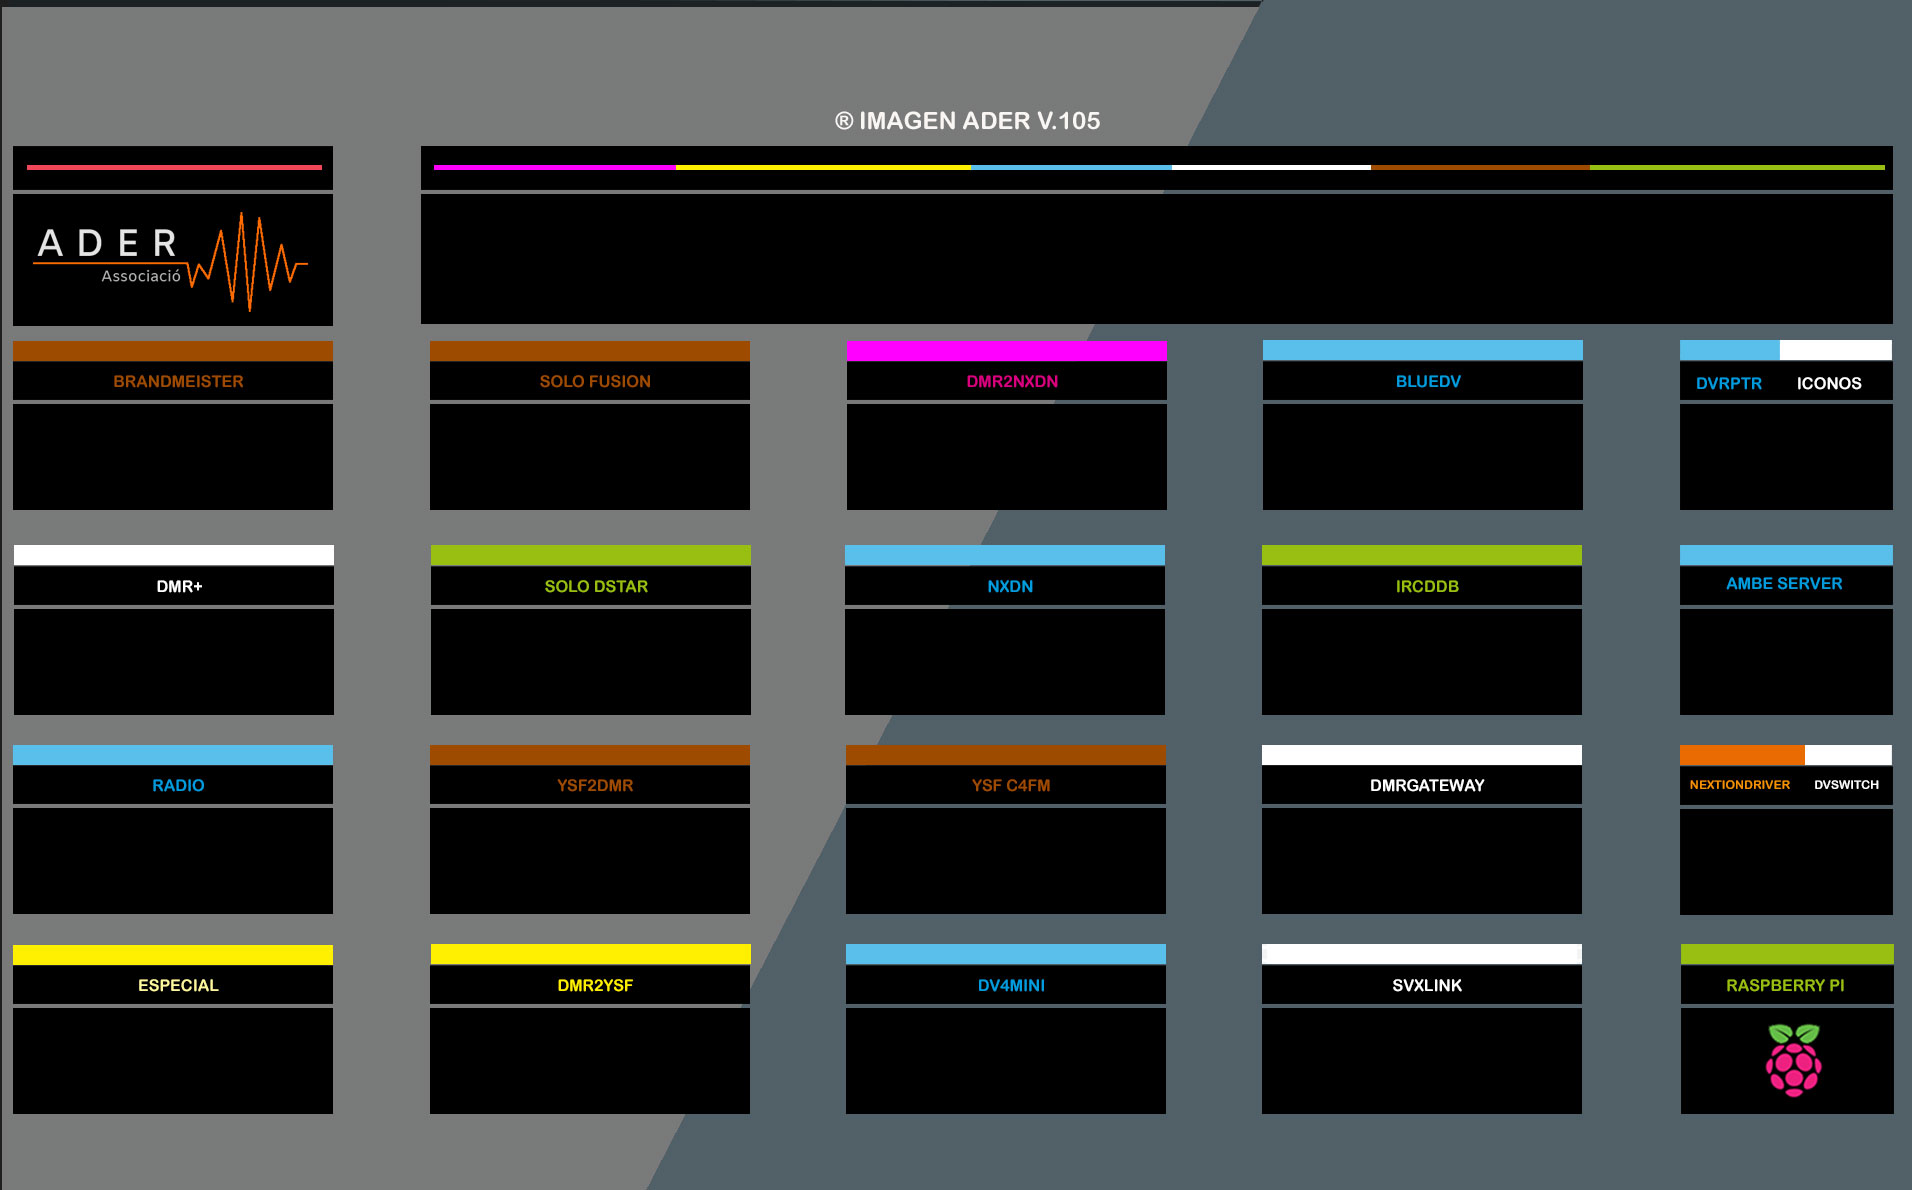 ® IMAGEN ADER V.105
ADER
Associació
BRANDMEISTER
SOLO FUSION
DMR2NXDN
BLUEDV
DVRPTR
ICONOS
DMR+
SOLO DSTAR
NXDN
IRCDDB
AMBE SERVER
RADIO
YSF2DMR
YSF C4FM
DMRGATEWAY
NEXTIONDRIVER
DVSWITCH
ESPECIAL
DMR2YSF
DV4MINI
SVXLINK
RASPBERRY PI